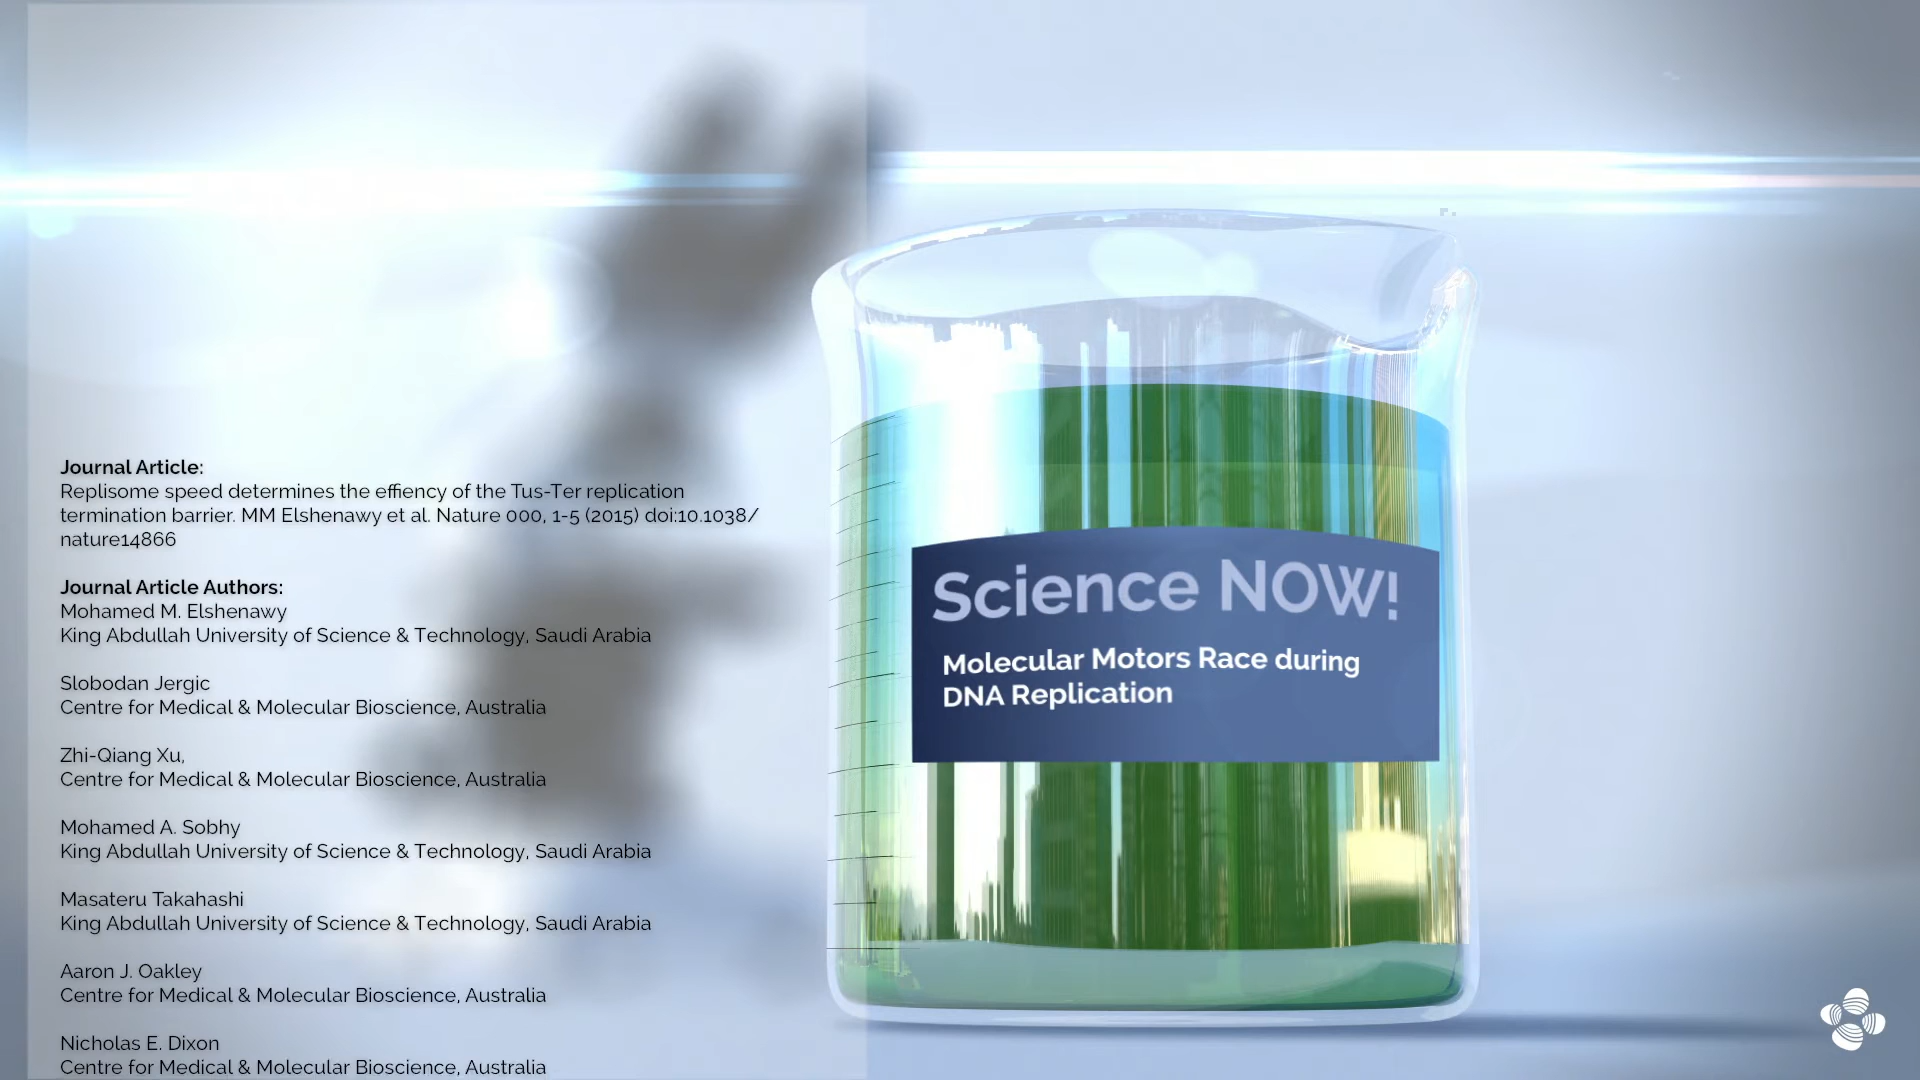 Journal Article:
Replisome speed determines the effiency of the Tus-Ter replication
termination barrier. MM Elshenawy et al. Nature 000, 1-5 (2015) doi:10.1038/
nature14866
Journal Article Authors:
Mohamed M. Elshenawy
King Abdullah University of Science & Technology, Saudi Arabia
Slobodan Jergic
Centre for Medical & Molecular Bioscience, Australia
Zhi-Qiang Xu,
Centre for Medical & Molecular Bioscience, Australia
Mohamed A. Sobhy
King Abdullah University of Science & Technology, Saudi Arabia
Masateru Takahashi
King Abdullah University of Science & Technology, Saudi Arabia
Aaron J. Oakley
Centre for Medical & Molecular Bioscience, Australia
Nicholas E. Dixon
Centre for Medical & Molecular Bioscience, Australia
Science NOW!
Molecular Motors Race during
DNA Replication